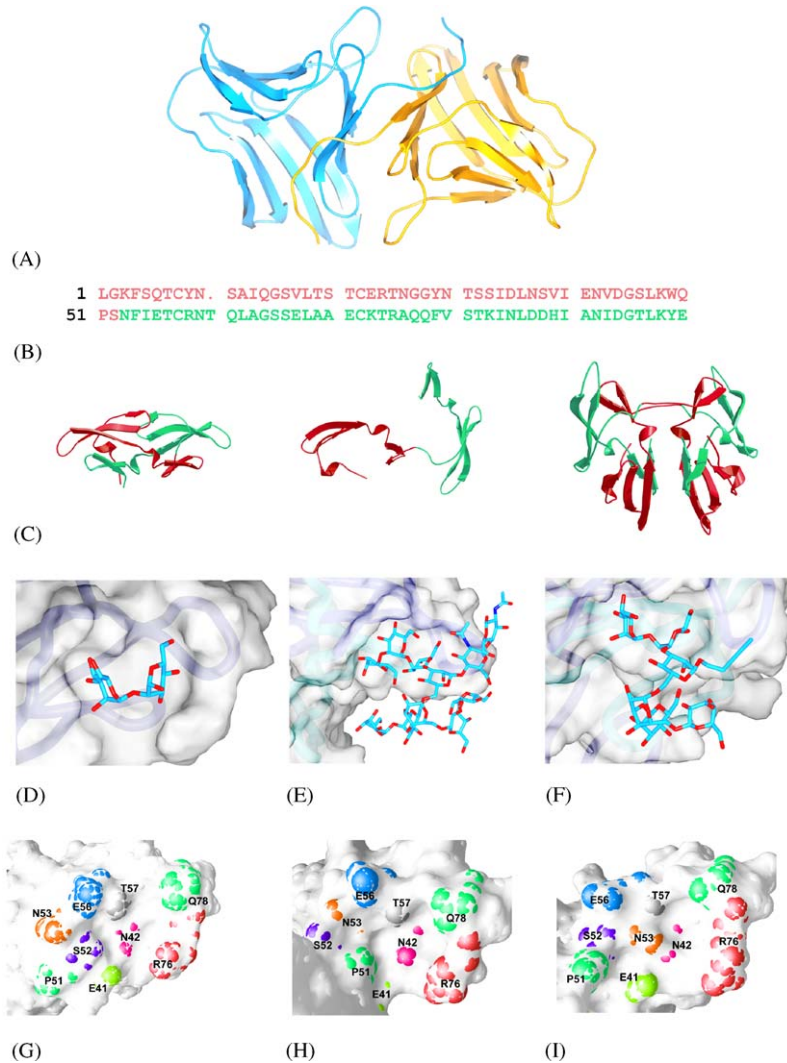 (A)
1 LGKFSQTCYN. SAIQGSVLTS TCERTNGGYN TSSIDLNSVI ENVDGSLKWQ
51 PSNFIETCRNT QLAGSSELAA ECKTRAQQFV STKINLDDHI ANIDGTLKYE
(B)
(C)
(D) (E) (F)
E56 T57 Q78 N53 S52 N42 R76 P51 E41
E56 T57 Q78 N53 S52 N42 P51 R76 E41
E56 T57 Q78 S52 N53 N42 R76 P51 E41
(G) (H) (I)